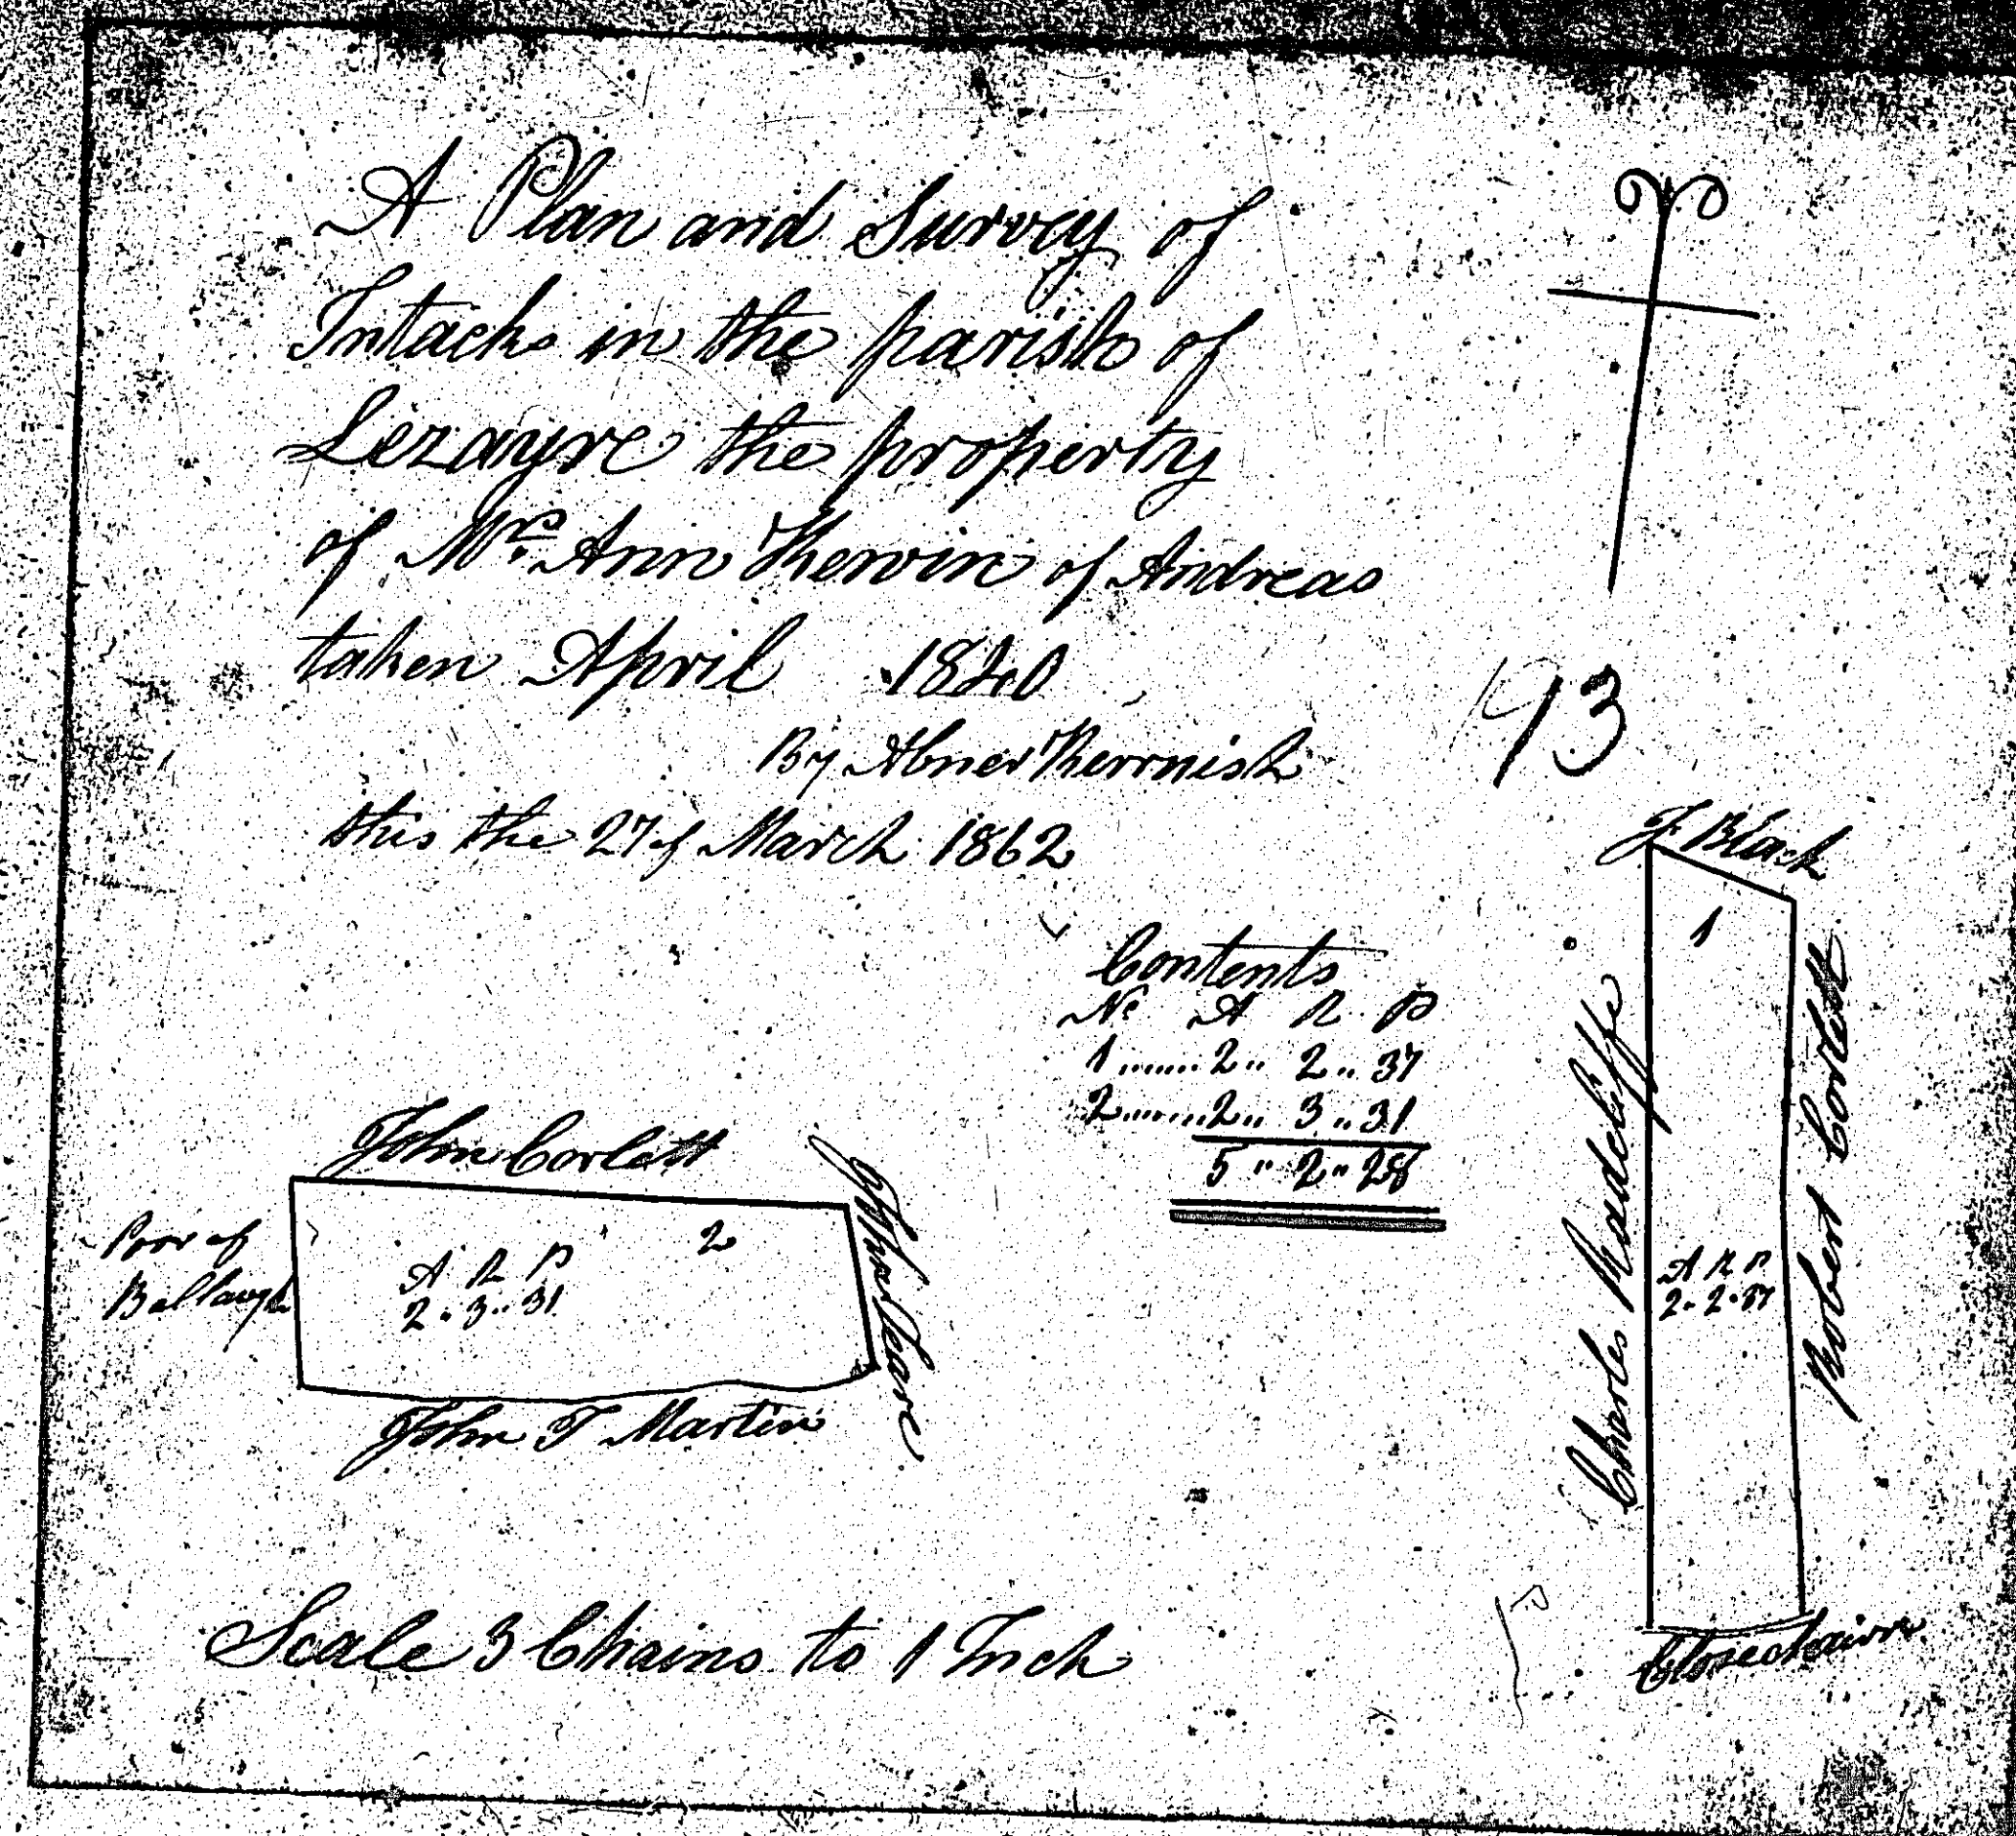 A Plan and Survey of
Intacks in the parish of
Lezayre the property
of Mrs. Ann Kerwin of Andreas
taken April 1840
By Abner Kerrnish
this the 27 of March 1862
93
Contents
No A R P
1 ....... 2 .. 2 .. 37
2 ....... 2 .. 3 .. 31
5 " 2 " 28
John Corlett
Poor of
Ballaugh
2
A R P
2 .. 3 .. 31
John T Martin
J Black
1
Charles Radcliffe
A R P
2 . 2 . 37
Robert Corlett
Scale 3 Chains to 1 Inch